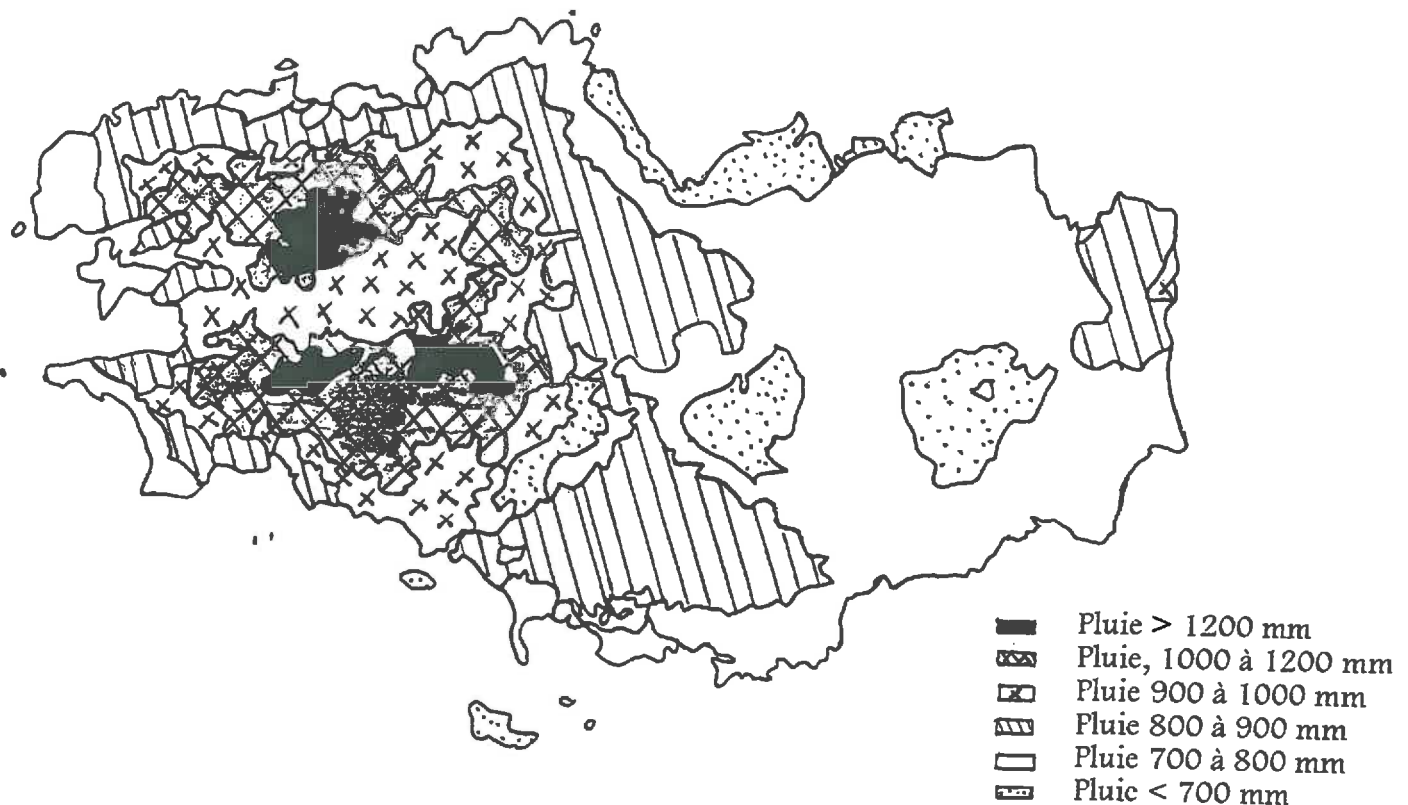 Pluie > 1200 mm
Pluie, 1000 à 1200 mm
Pluie 900 à 1000 mm
Pluie 800 à 900 mm
Pluie 700 à 800 mm
Pluie < 700 mm